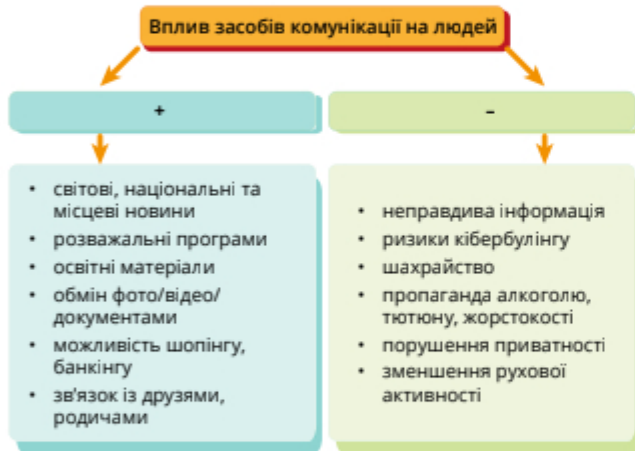 Вплив засобів комунікації на людей
+
–
• світові, національні та
місцеві новини
• розважальні програми
• освітні матеріали
• обмін фото/відео/
документами
• можливість шопінгу,
банкінгу
• зв'язок із друзями,
родичами
• неправдива інформація
• ризики кібербулінгу
• шахрайство
• пропаганда алкоголю,
тютюну, жорстокості
• порушення приватності
• зменшення рухової
активності